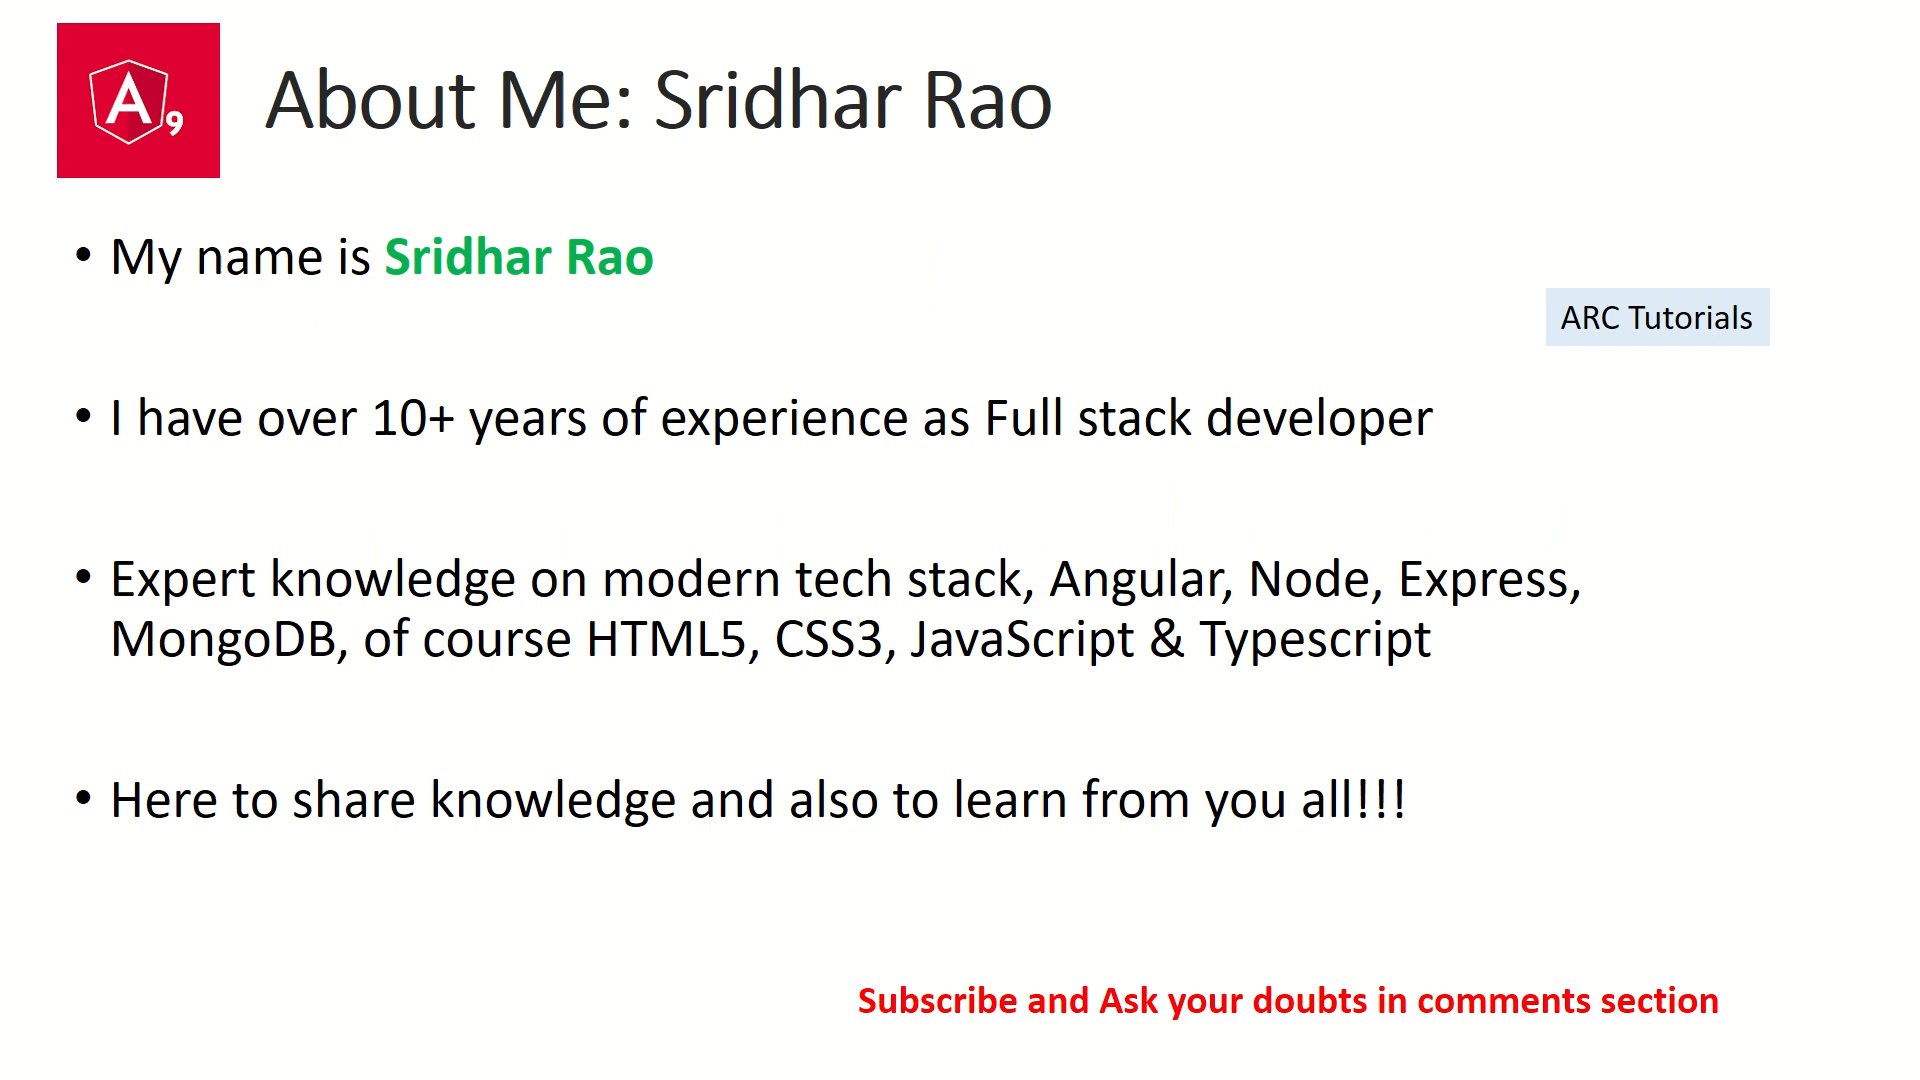 A9
About Me: Sridhar Rao
• My name is Sridhar Rao
ARC Tutorials
• I have over 10+ years of experience as Full stack developer
• Expert knowledge on modern tech stack, Angular, Node, Express,
MongoDB, of course HTML5, CSS3, JavaScript & Typescript
• Here to share knowledge and also to learn from you all!!!
Subscribe and Ask your doubts in comments section